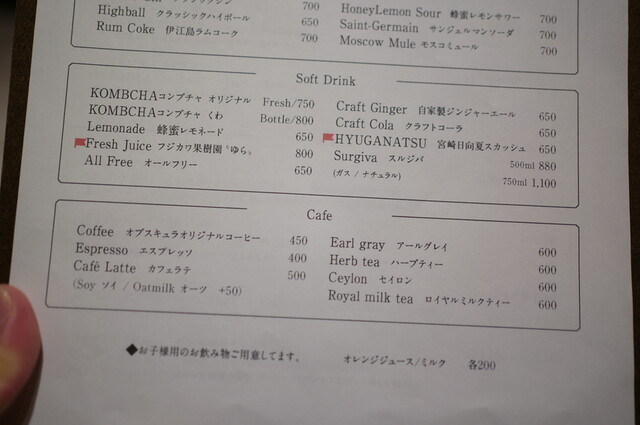 700
Highball クラシックハイボール 650
Rum Coke 伊江島ラムコーク 700
HoneyLemon Sour 蜂蜜レモンサワー 700
Saint-Germain サンジェルマンソーダ 700
Moscow Mule モスコミュール 700
Soft Drink
KOMBCHAコンブチャ オリジナル Fresh/750
KOMBCHAコンブチャ くわ Bottle/800
Lemonade 蜂蜜レモネード 650
Fresh Juice フジカワ果樹園〝ゆら〟 800
All Free オールフリー 650
Craft Ginger 自家製ジンジャーエール 650
Craft Cola クラフトコーラ 650
HYUGANATSU 宮崎日向夏スカッシュ 650
Surgiva スルジバ 500ml 880
(ガス / ナチュラル) 750ml 1,100
Cafe
Coffee オブスキュラオリジナルコーヒー 450
Espresso エスプレッソ 400
Café Latte カフェラテ 500
(Soy ソイ / Oatmilk オーツ +50)
Earl gray アールグレイ 600
Herb tea ハーブティー 600
Ceylon セイロン 600
Royal milk tea ロイヤルミルクティー 600
◆お子様用のお飲み物ご用意してます。 オレンジジュース/ミルク 各200